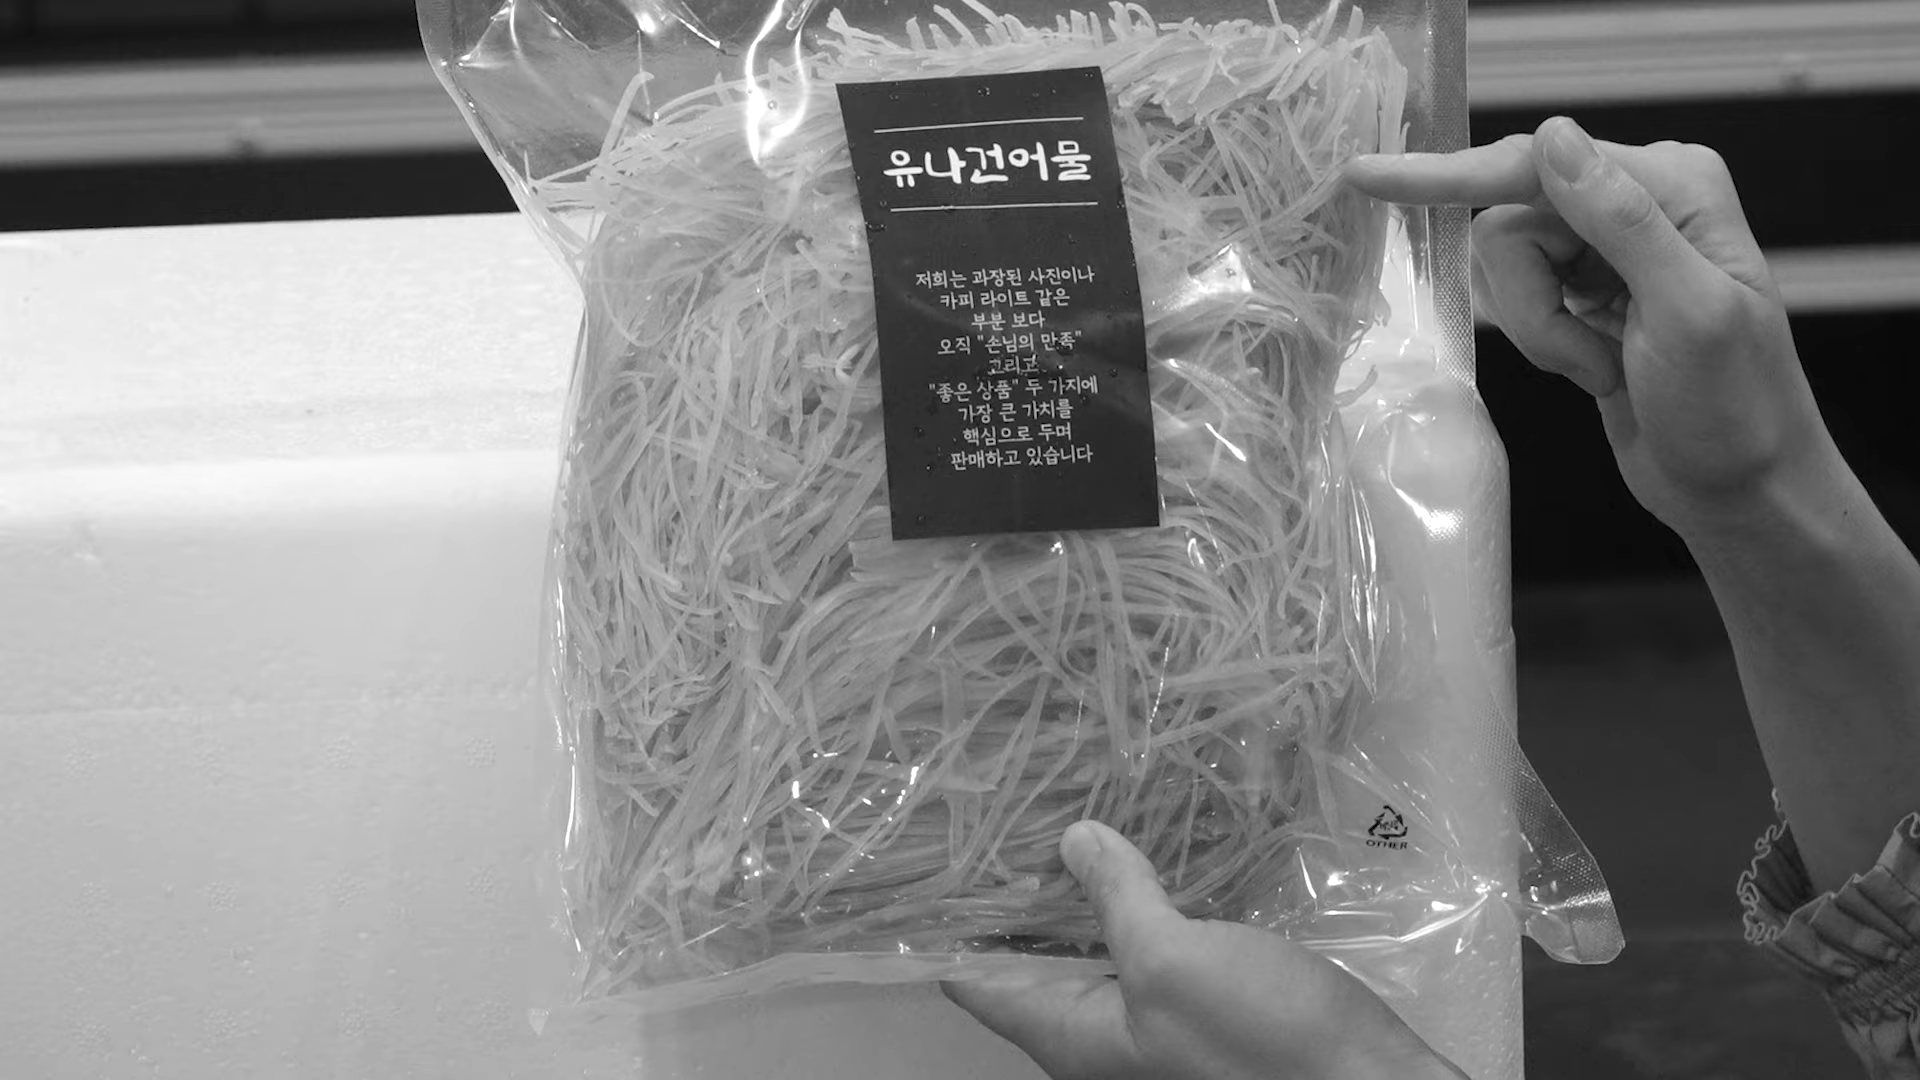 유나건어물
저희는 과장된 사진이나
카피 라이트 같은
부분 보다
오직 "손님의 만족"
그리고
"좋은 상품" 두 가지에
가장 큰 가치를
핵심으로 두며
판매하고 있습니다
OTHER